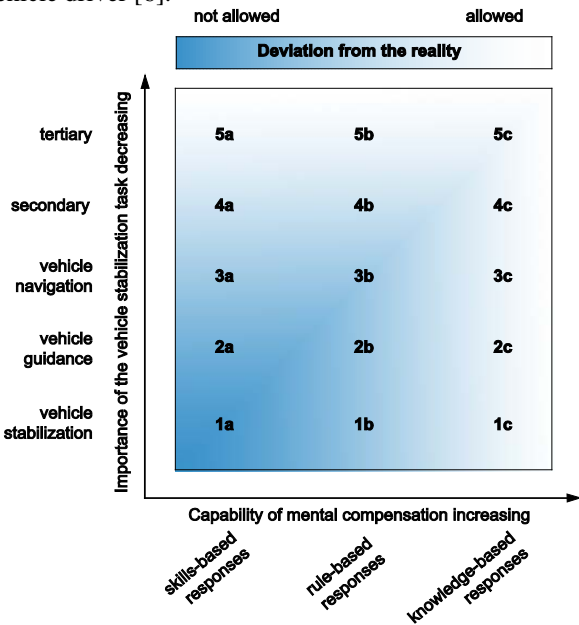 not allowed allowed
Deviation from the reality
Importance of the vehicle stabilization task decreasing
tertiary 5a 5b 5c
secondary 4a 4b 4c
vehicle
navigation 3a 3b 3c
vehicle
guidance 2a 2b 2c
vehicle
stabilization 1a 1b 1c
Capability of mental compensation increasing
skills-based
responses
rule-based
responses
knowledge-based
responses